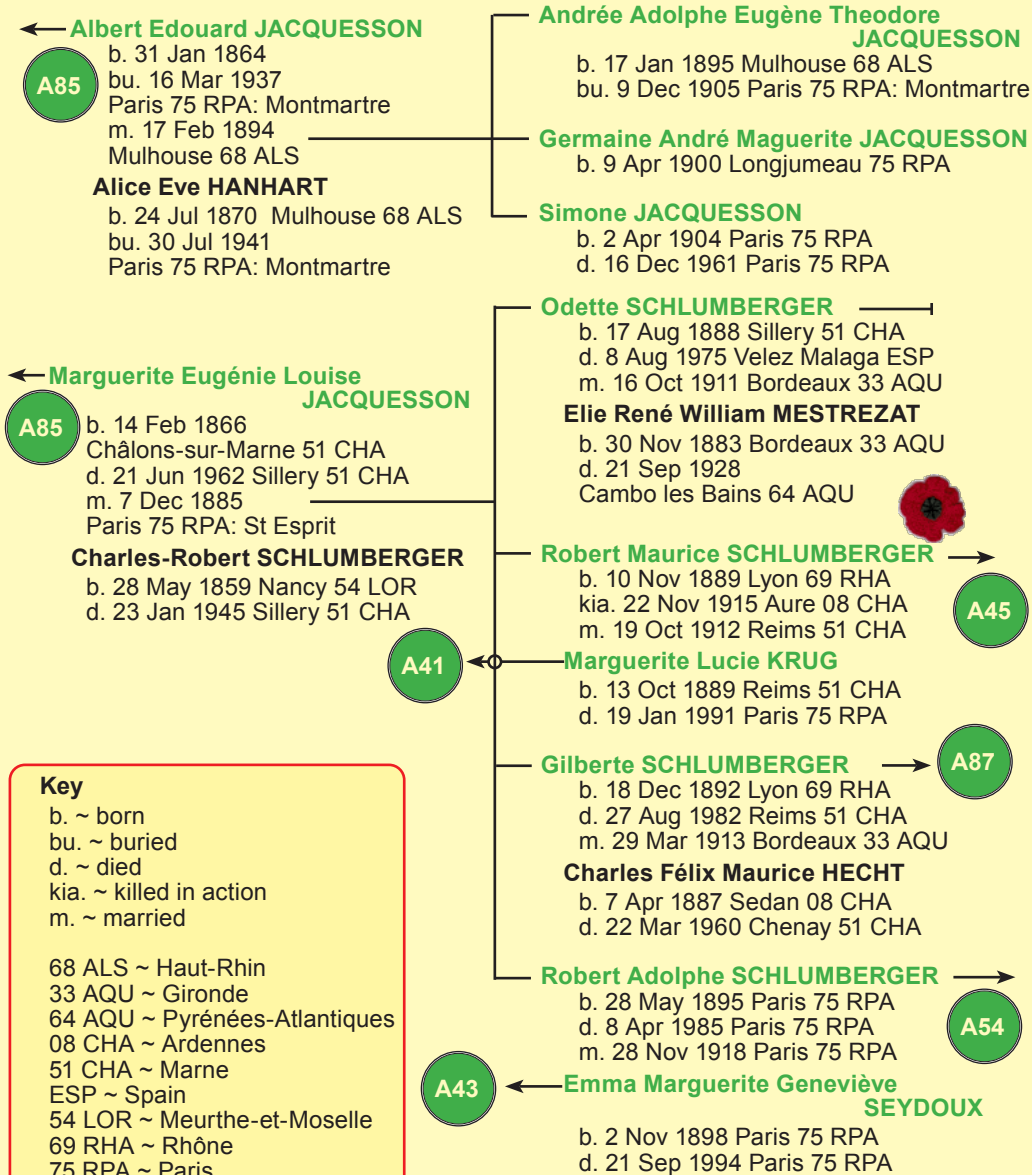 Albert Edouard JACQUESSON
A85
b. 31 Jan 1864
bu. 16 Mar 1937
Paris 75 RPA: Montmartre
m. 17 Feb 1894
Mulhouse 68 ALS
Alice Eve HANHART
b. 24 Jul 1870 Mulhouse 68 ALS
bu. 30 Jul 1941
Paris 75 RPA: Montmartre
Andrée Adolphe Eugène Theodore
JACQUESSON
b. 17 Jan 1895 Mulhouse 68 ALS
bu. 9 Dec 1905 Paris 75 RPA: Montmartre
Germaine André Maguerite JACQUESSON
b. 9 Apr 1900 Longjumeau 75 RPA
Simone JACQUESSON
b. 2 Apr 1904 Paris 75 RPA
d. 16 Dec 1961 Paris 75 RPA
Marguerite Eugénie Louise
JACQUESSON
A85
b. 14 Feb 1866
Châlons-sur-Marne 51 CHA
d. 21 Jun 1962 Sillery 51 CHA
m. 7 Dec 1885
Paris 75 RPA: St Esprit
Charles-Robert SCHLUMBERGER
b. 28 May 1859 Nancy 54 LOR
d. 23 Jan 1945 Sillery 51 CHA
Odette SCHLUMBERGER
b. 17 Aug 1888 Sillery 51 CHA
d. 8 Aug 1975 Velez Malaga ESP
m. 16 Oct 1911 Bordeaux 33 AQU
Elie René William MESTREZAT
b. 30 Nov 1883 Bordeaux 33 AQU
d. 21 Sep 1928
Cambo les Bains 64 AQU
Robert Maurice SCHLUMBERGER
b. 10 Nov 1889 Lyon 69 RHA
kia. 22 Nov 1915 Aure 08 CHA
m. 19 Oct 1912 Reims 51 CHA
A45
A41
Marguerite Lucie KRUG
b. 13 Oct 1889 Reims 51 CHA
d. 19 Jan 1991 Paris 75 RPA
Gilberte SCHLUMBERGER
A87
b. 18 Dec 1892 Lyon 69 RHA
d. 27 Aug 1982 Reims 51 CHA
m. 29 Mar 1913 Bordeaux 33 AQU
Charles Félix Maurice HECHT
b. 7 Apr 1887 Sedan 08 CHA
d. 22 Mar 1960 Chenay 51 CHA
Robert Adolphe SCHLUMBERGER
b. 28 May 1895 Paris 75 RPA
d. 8 Apr 1985 Paris 75 RPA
m. 28 Nov 1918 Paris 75 RPA
A54
A43
Emma Marguerite Geneviève
SEYDOUX
b. 2 Nov 1898 Paris 75 RPA
d. 21 Sep 1994 Paris 75 RPA
Key
b. ~ born
bu. ~ buried
d. ~ died
kia. ~ killed in action
m. ~ married
68 ALS ~ Haut-Rhin
33 AQU ~ Gironde
64 AQU ~ Pyrénées-Atlantiques
08 CHA ~ Ardennes
51 CHA ~ Marne
ESP ~ Spain
54 LOR ~ Meurthe-et-Moselle
69 RHA ~ Rhône
75 RPA ~ Paris